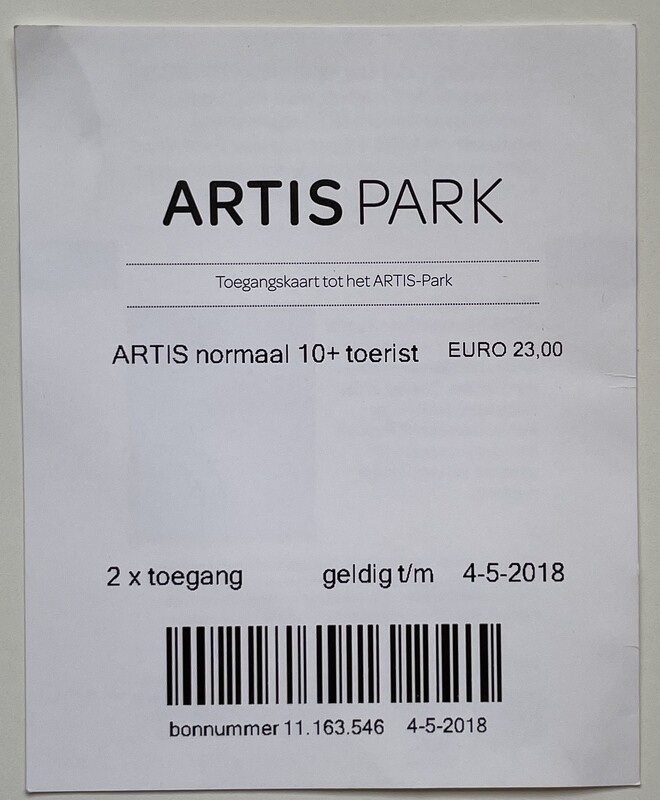 ARTIS PARK
Toegangskaart tot het ARTIS-Park
ARTIS normaal 10+ toerist EURO 23,00
2 x toegang geldig t/m 4-5-2018
bonnummer 11.163.546 4-5-2018